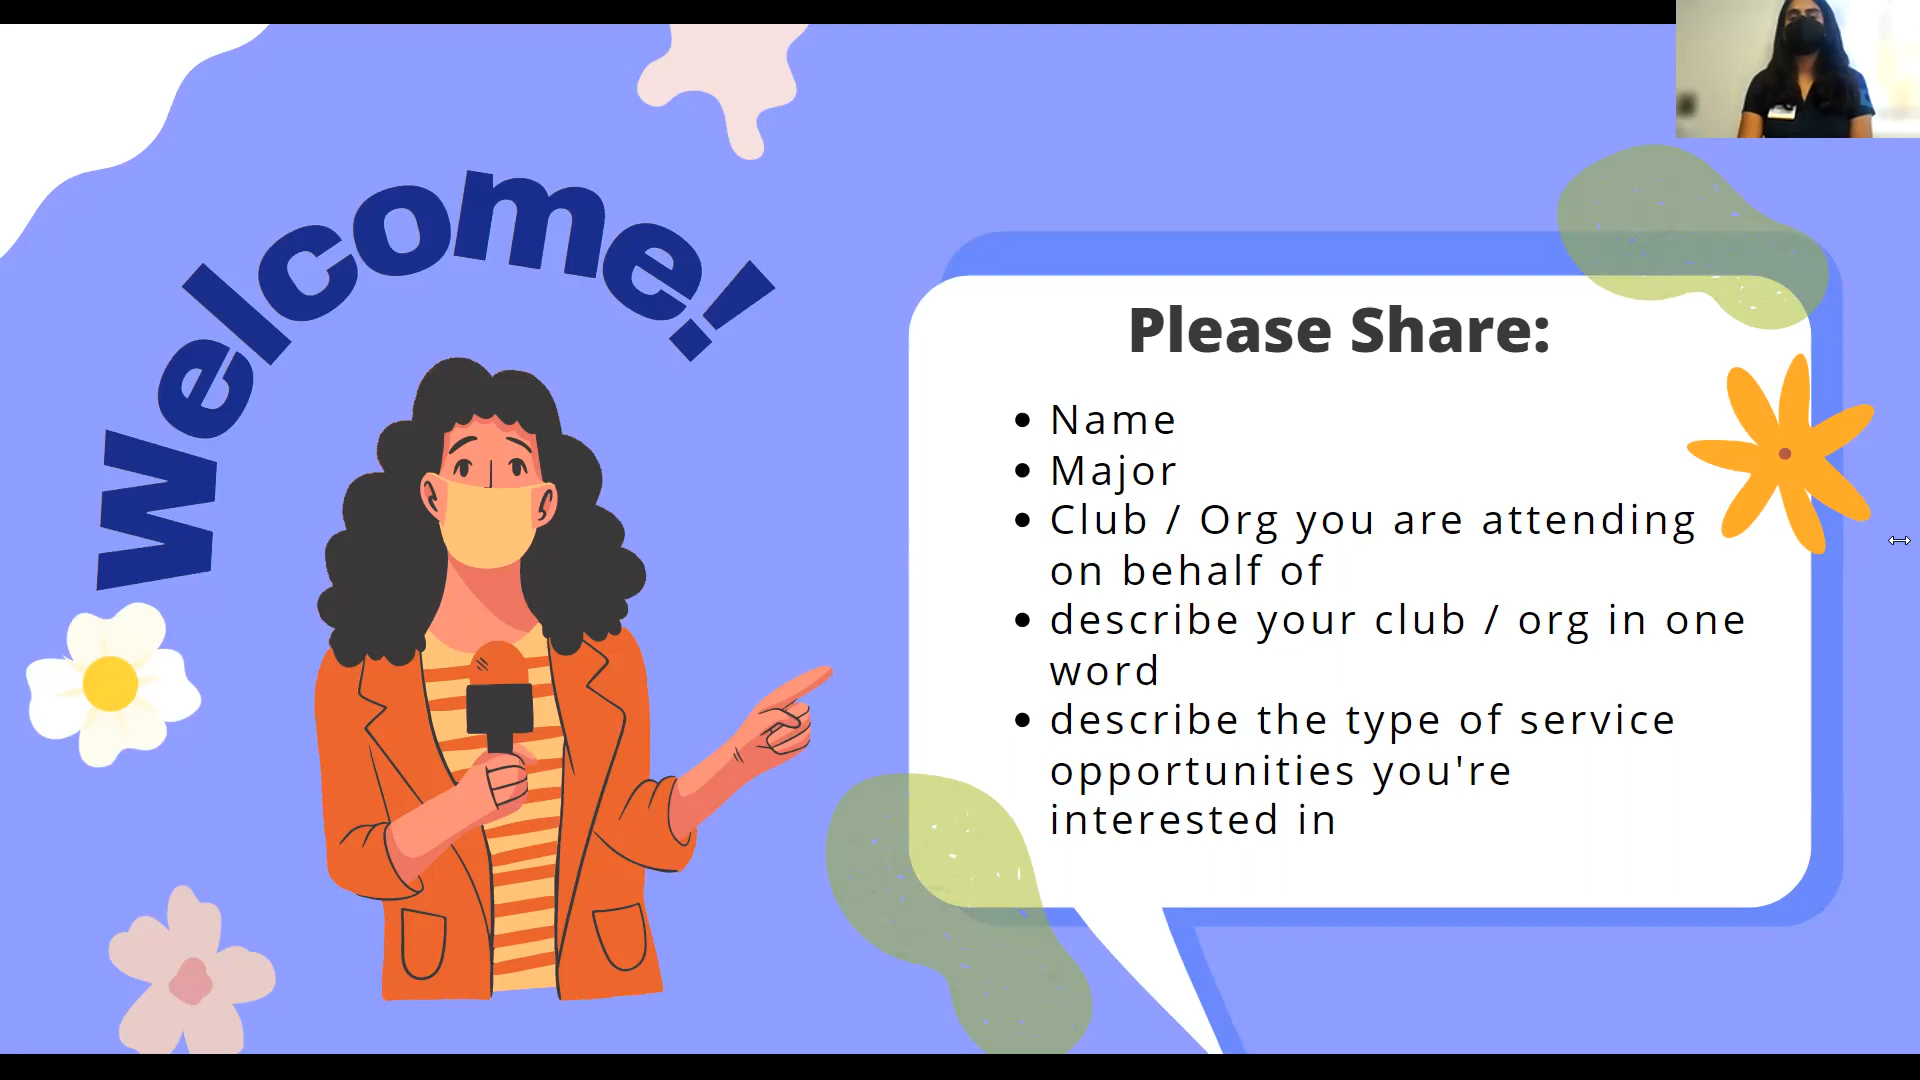 Welcome!
Please Share:
• Name
• Major
• Club / Org you are attending
on behalf of
• describe your club / org in one
word
• describe the type of service
opportunities you're
interested in